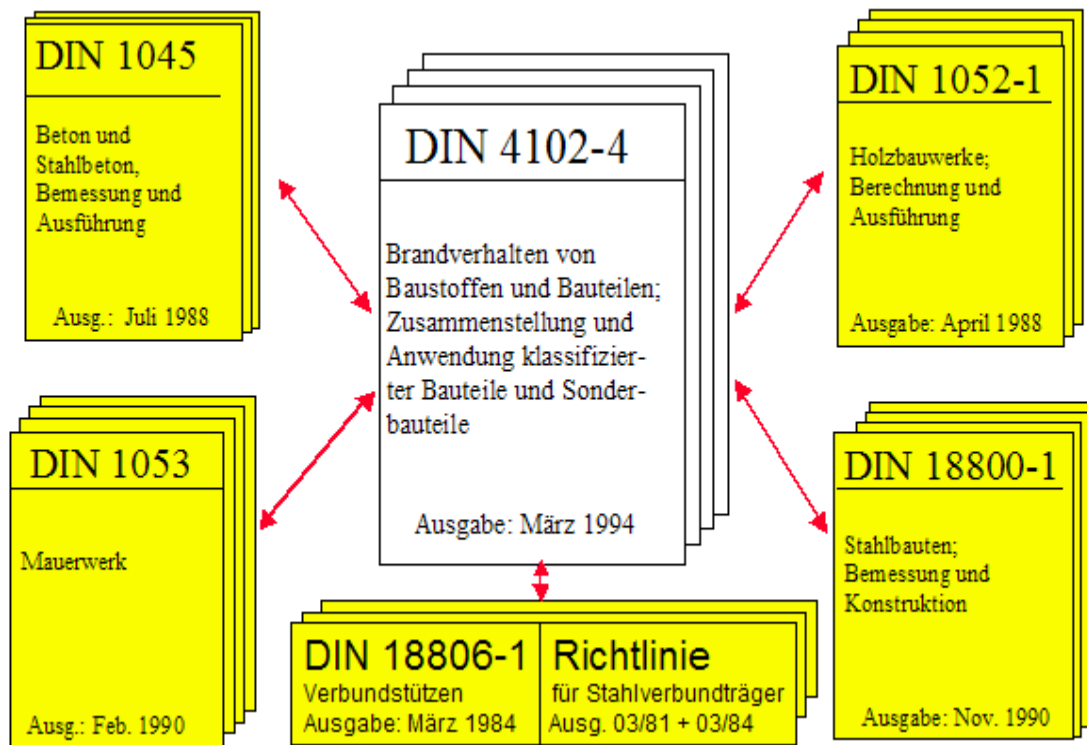 DIN 1045
Beton und
Stahlbeton,
Bemessung und
Ausführung
Ausg.: Juli 1988
DIN 4102-4
Brandverhalten von
Baustoffen und Bauteilen;
Zusammenstellung und
Anwendung klassifizier-
ter Bauteile und Sonder-
bauteile
Ausgabe: März 1994
DIN 1052-1
Holzbauwerke;
Berechnung und
Ausführung
Ausgabe: April 1988
DIN 1053
Mauerwerk
Ausg.: Feb. 1990
DIN 18806-1
Verbundstützen
Ausgabe: März 1984
Richtlinie
für Stahlverbundträger
Ausg. 03/81 + 03/84
DIN 18800-1
Stahlbauten;
Bemessung und
Konstruktion
Ausgabe: Nov. 1990